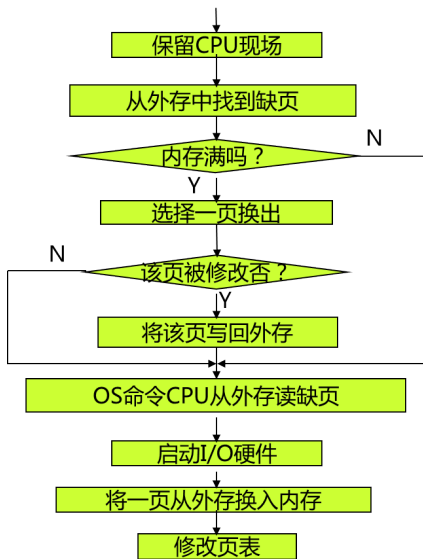 保留CPU现场
从外存中找到缺页
内存满吗？
N
Y
选择一页换出
N
该页被修改否？
Y
将该页写回外存
OS命令CPU从外存读缺页
启动I/O硬件
将一页从外存换入内存
修改页表